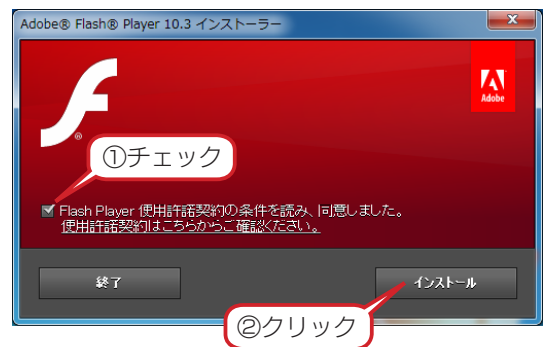 Adobe® Flash® Player 10.3 インストーラー
Adobe
①チェック
Flash Player 使用許諾契約の条件を読み、同意しました。
使用許諾契約はこちらからご確認ください。
終了
インストール
②クリック